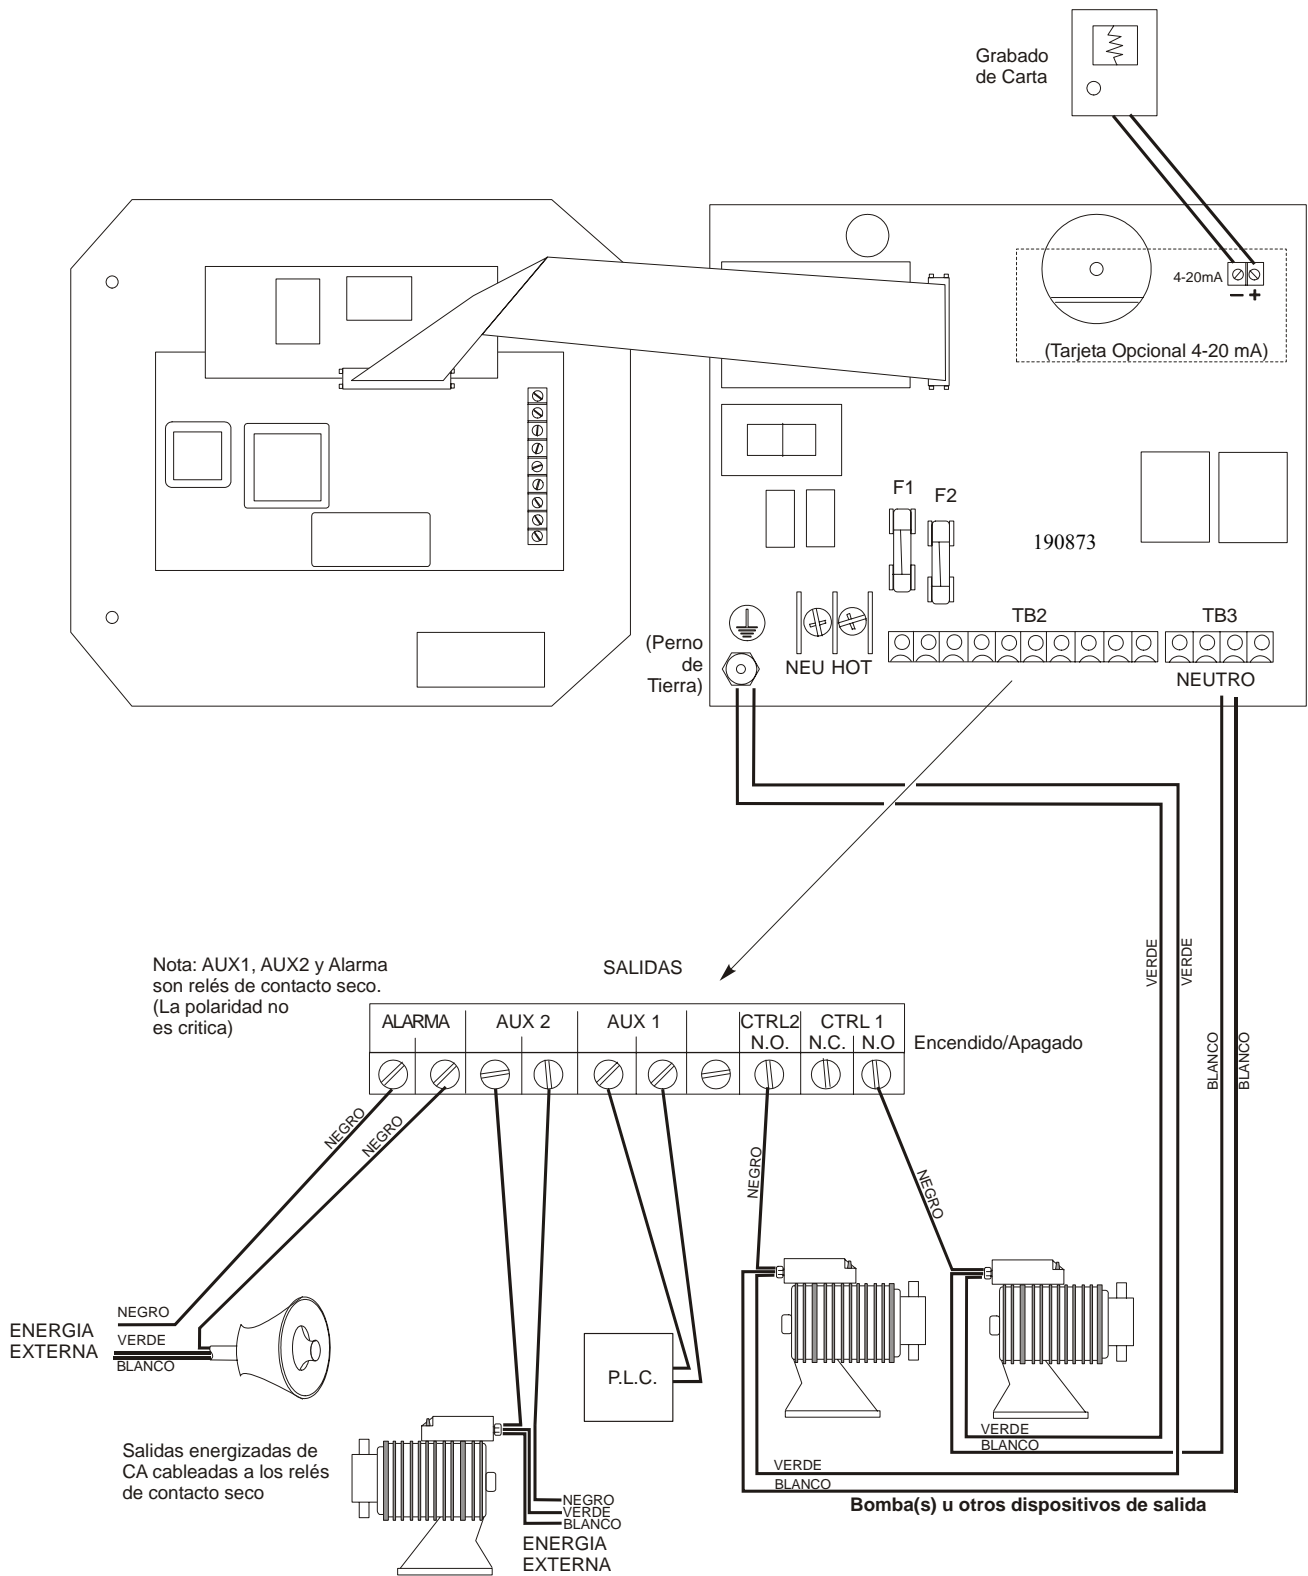 Grabado
de Carta
4-20mA
– +
(Tarjeta Opcional 4-20 mA)
F1
F2
190873
TB2
TB3
(Perno
de
Tierra)
NEU HOT
NEUTRO
VERDE
VERDE
BLANCO
BLANCO
Nota: AUX1, AUX2 y Alarma
son relés de contacto seco.
(La polaridad no
es critica)
SALIDAS
ALARMA
AUX 2
AUX 1
CTRL2
N.O.
CTRL 1
N.C.
N.O
Encendido/Apagado
NEGRO
NEGRO
NEGRO
NEGRO
ENERGIA
EXTERNA
NEGRO
VERDE
BLANCO
P.L.C.
Salidas energizadas de
CA cableadas a los relés
de contacto seco
NEGRO
VERDE
BLANCO
ENERGIA
EXTERNA
VERDE
BLANCO
VERDE
BLANCO
Bomba(s) u otros dispositivos de salida